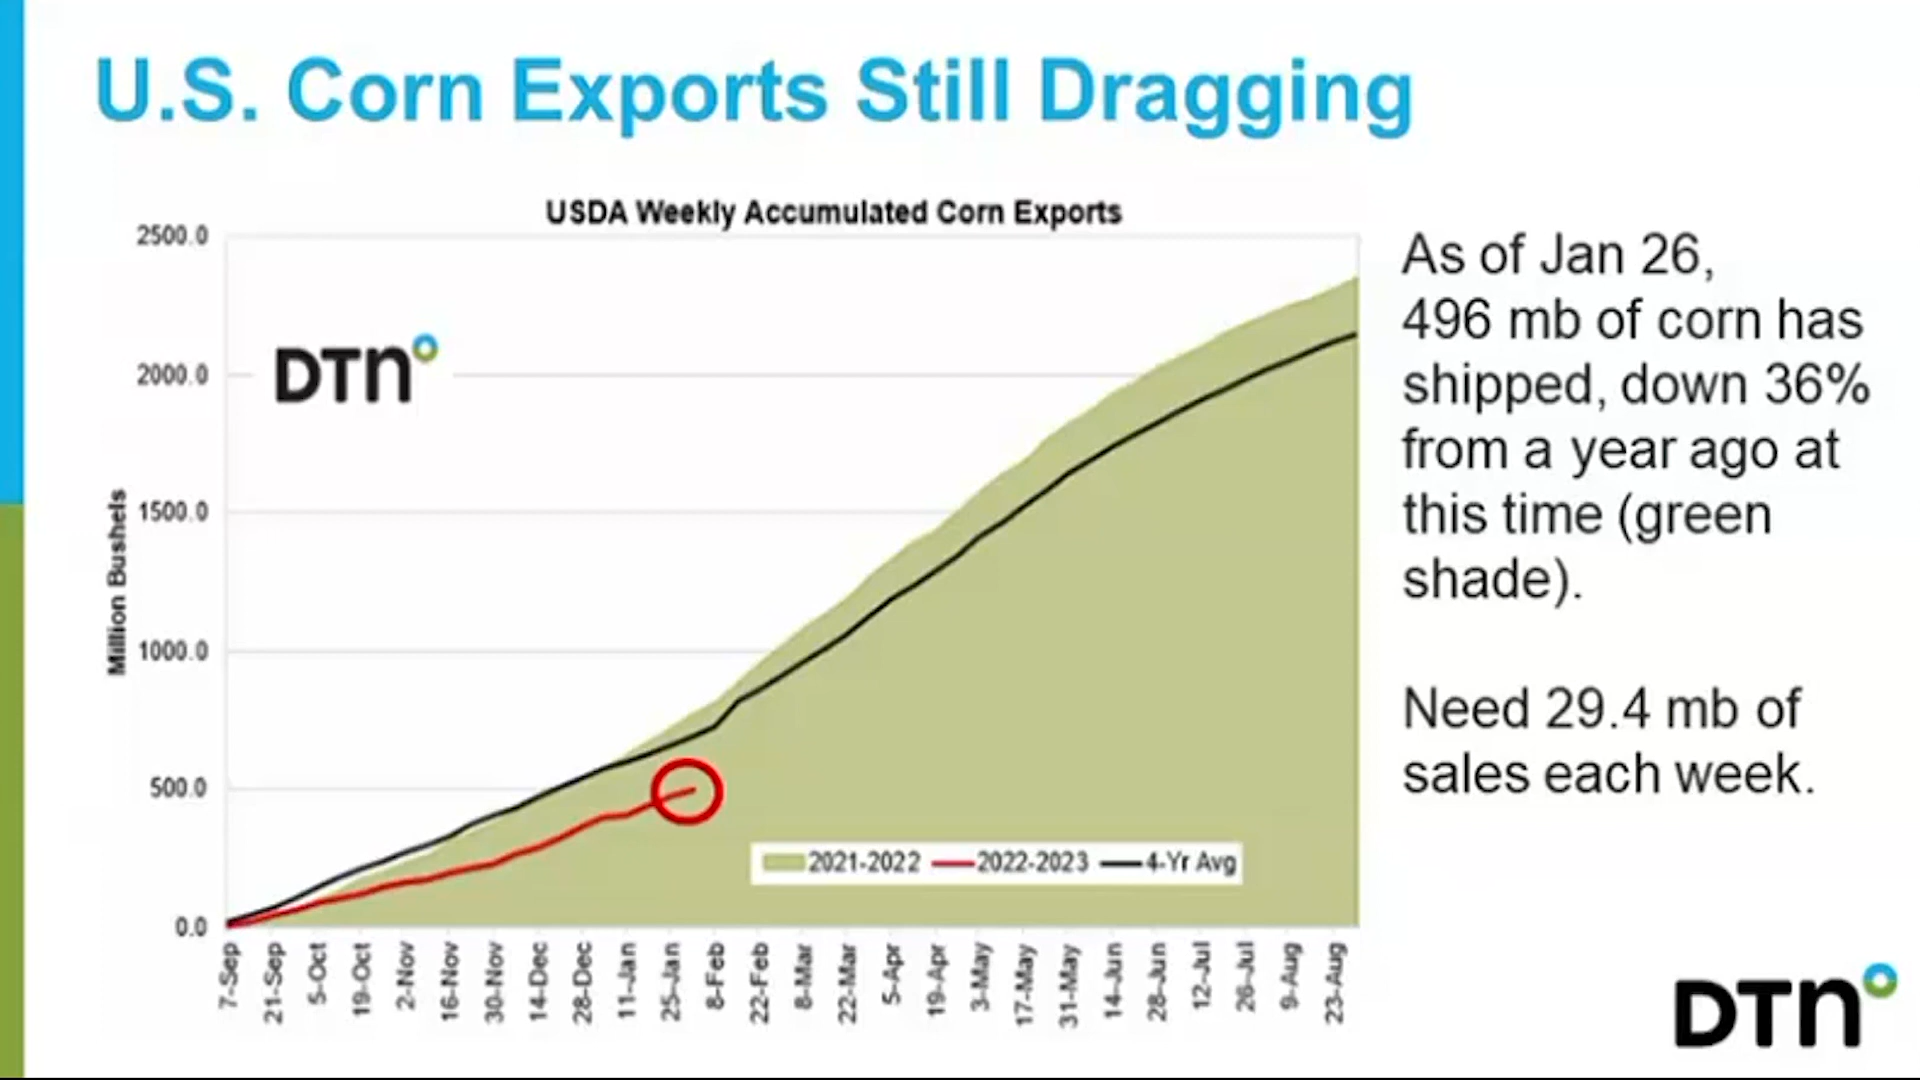 U.S. Corn Exports Still Dragging
USDA Weekly Accumulated Corn Exports
2500.0
2000.0
1500.0
1000.0
500.0
0.0
Million Bushels
DTN
7-Sep
21-Sep
5-Oct
19-Oct
2-Nov
16-Nov
30-Nov
14-Dec
28-Dec
11-Jan
25-Jan
8-Feb
22-Feb
8-Mar
22-Mar
5-Apr
19-Apr
3-May
17-May
31-May
14-Jun
28-Jun
12-Jul
26-Jul
9-Aug
23-Aug
2021-2022 2022-2023 4-Yr Avg
As of Jan 26,
496 mb of corn has
shipped, down 36%
from a year ago at
this time (green
shade).
Need 29.4 mb of
sales each week.
DTN